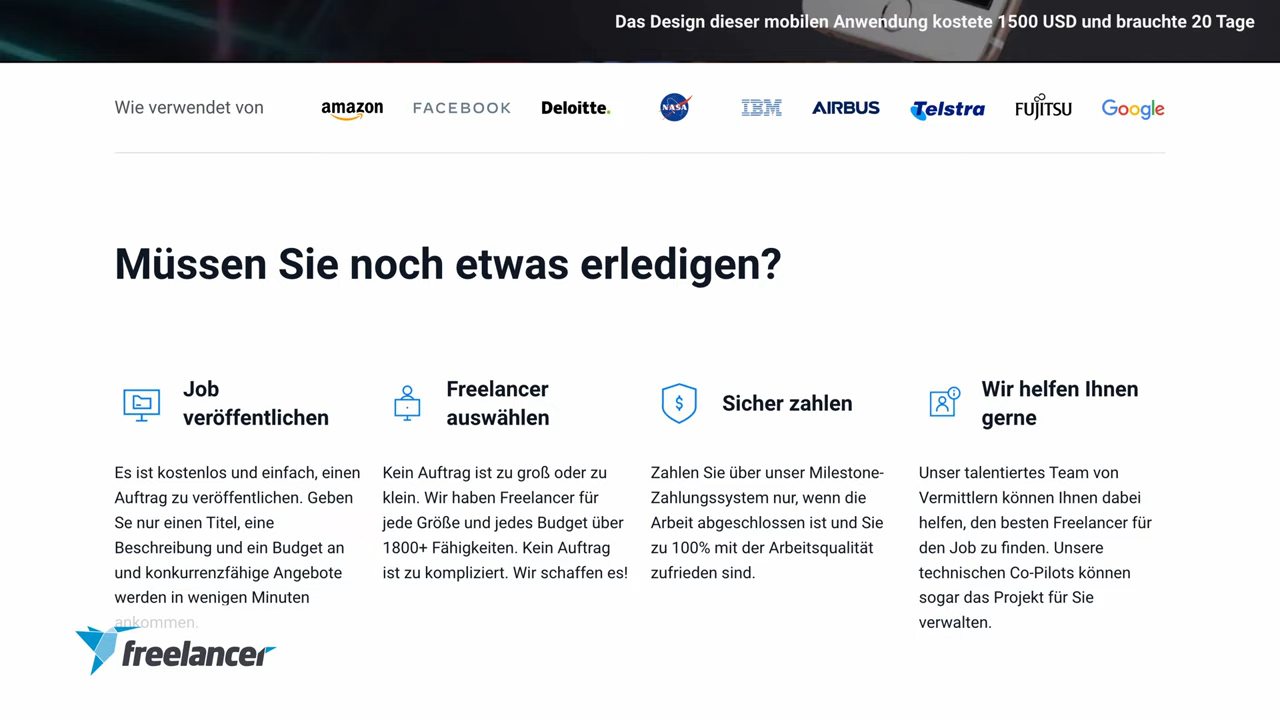 Das Design dieser mobilen Anwendung kostete 1500 USD und brauchte 20 Tage
Wie verwendet von
amazon
FACEBOOK
Deloitte.
NASA
IBM
AIRBUS
Telstra
FUJITSU
Google
Müssen Sie noch etwas erledigen?
Job
veröffentlichen
Es ist kostenlos und einfach, einen
Auftrag zu veröffentlichen. Geben
Se nur einen Titel, eine
Beschreibung und ein Budget an
und konkurrenzfähige Angebote
werden in wenigen Minuten
ankommen.
Freelancer
auswählen
Kein Auftrag ist zu groß oder zu
klein. Wir haben Freelancer für
jede Größe und jedes Budget über
1800+ Fähigkeiten. Kein Auftrag
ist zu kompliziert. Wir schaffen es!
Sicher zahlen
Zahlen Sie über unser Milestone-
Zahlungssystem nur, wenn die
Arbeit abgeschlossen ist und Sie
zu 100% mit der Arbeitsqualität
zufrieden sind.
Wir helfen Ihnen
gerne
Unser talentiertes Team von
Vermittlern können Ihnen dabei
helfen, den besten Freelancer für
den Job zu finden. Unsere
technischen Co-Pilots können
sogar das Projekt für Sie
verwalten.
freelancer